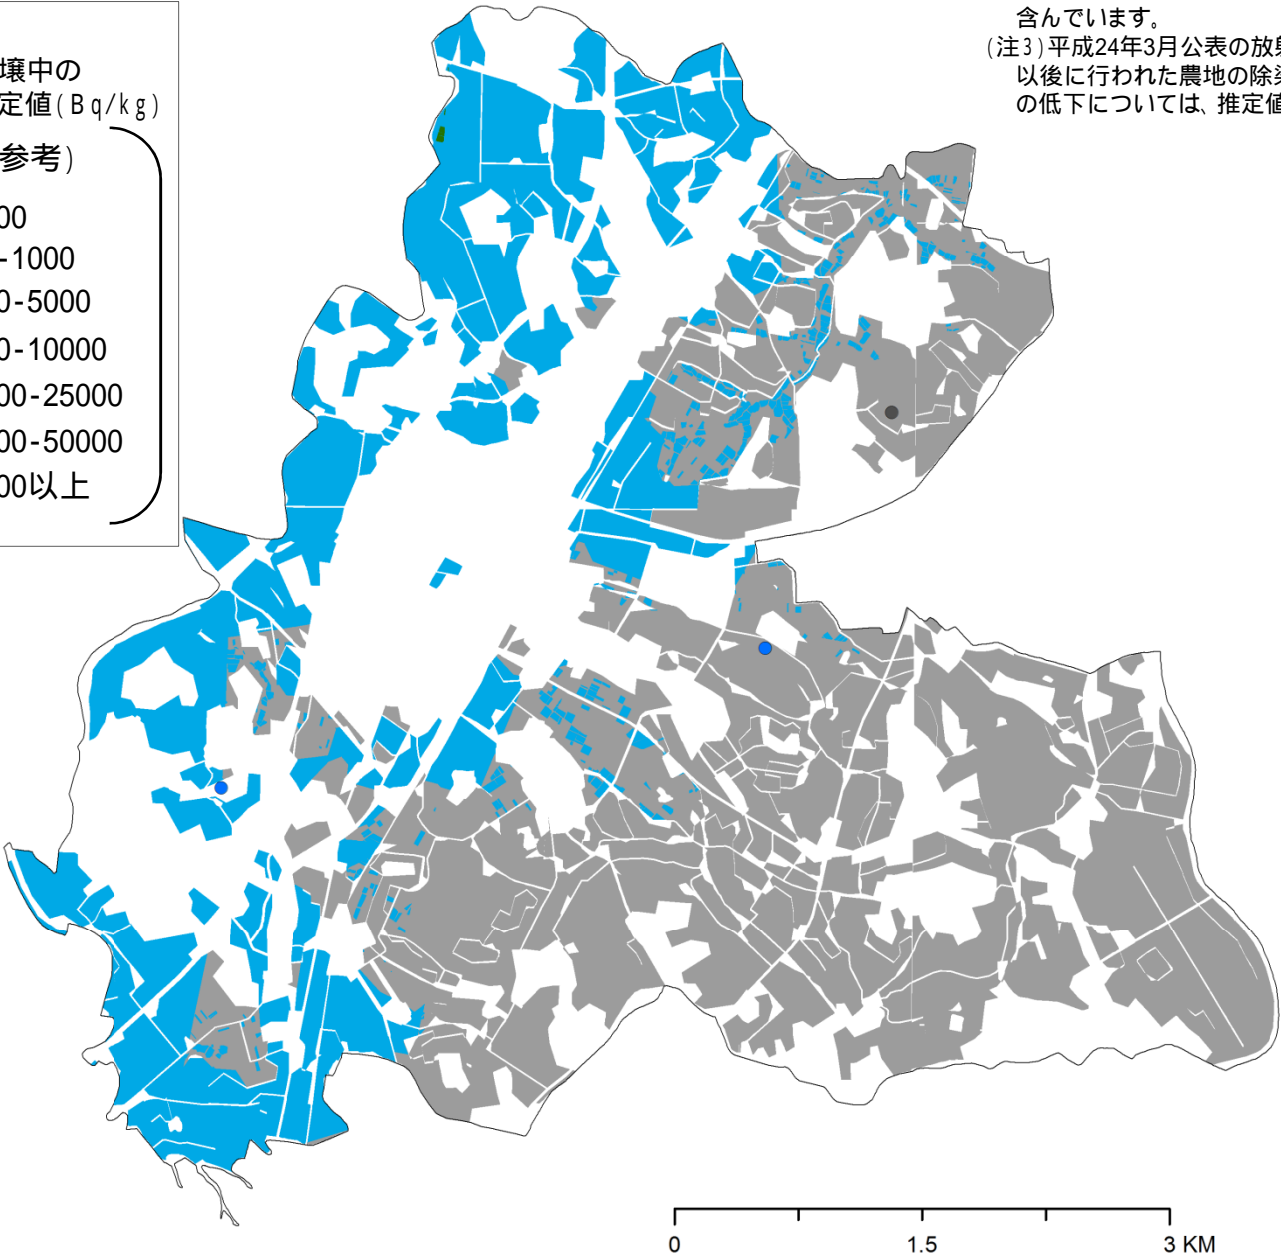 壌中の
定値(Bq/kg)
参考)
00
-1000
0-5000
0-10000
00-25000
00-50000
00以上
含んでいます。
(注3)平成24年3月公表の放射
以後に行われた農地の除染
の低下については、推定値
0 1.5 3 KM